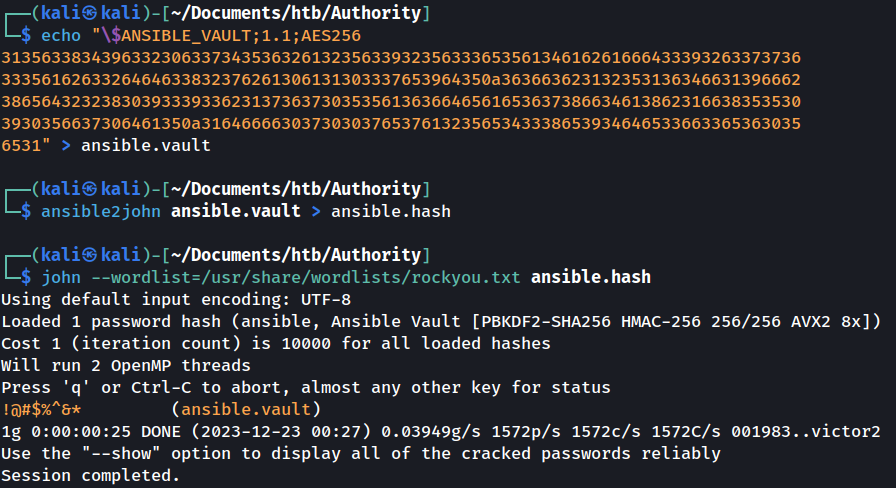 ┌──(kali㉿kali)-[~/Documents/htb/Authority]
└─$ echo "\$ANSIBLE_VAULT;1.1;AES256
31356338343963323063373435363261323563393235633365356134616261666433393263373736
33356162633264646338323762613061313033376539643530a3636636231323531363466313966662
38656432323830393339336231373637303535613636646561653637386634613862316638353530
3930356637306461350a316466663037303037653761323565343338653934646533663365363035
6531" > ansible.vault
┌──(kali㉿kali)-[~/Documents/htb/Authority]
└─$ ansible2john ansible.vault > ansible.hash
┌──(kali㉿kali)-[~/Documents/htb/Authority]
└─$ john --wordlist=/usr/share/wordlists/rockyou.txt ansible.hash
Using default input encoding: UTF-8
Loaded 1 password hash (ansible, Ansible Vault [PBKDF2-SHA256 HMAC-256 256/256 AVX2 8x])
Cost 1 (iteration count) is 10000 for all loaded hashes
Will run 2 OpenMP threads
Press 'q' or Ctrl-C to abort, almost any other key for status
!@#$%^&*         (ansible.vault)
1g 0:00:00:25 DONE (2023-12-23 00:27) 0.03949g/s 1572p/s 1572c/s 1572C/s 001983..victor2
Use the "--show" option to display all of the cracked passwords reliably
Session completed.